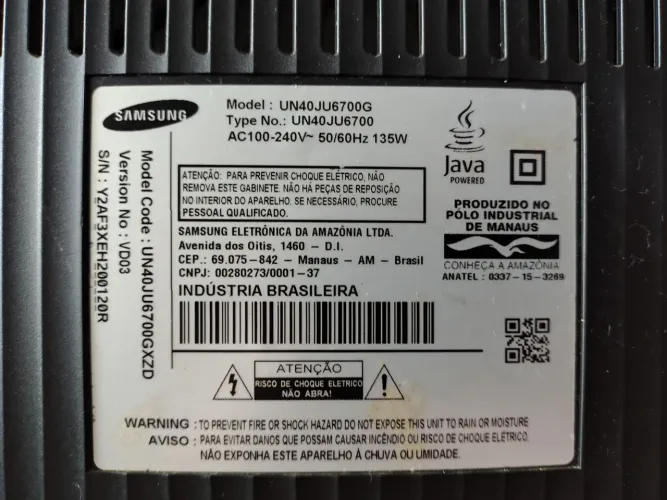 SAMSUNG
Model : UN40JU6700G
Type No.: UN40JU6700
AC100-240V~ 50/60Hz 135W
Java
POWERED
ATENÇÃO: PARA PREVENIR CHOQUE ELÉTRICO, NÃO
REMOVA ESTE GABINETE. NÃO HÁ PEÇAS DE REPOSIÇÃO
NO INTERIOR DO APARELHO. SE NECESSÁRIO, PROCURE
PESSOAL QUALIFICADO.
SAMSUNG ELETRÔNICA DA AMAZÔNIA LTDA.
Avenida dos Oitis, 1460 – D.I.
CEP.: 69.075-842 – Manaus – AM – Brasil
CNPJ: 00280273/0001-37
INDÚSTRIA BRASILEIRA
PRODUZIDO NO
PÓLO INDUSTRIAL
DE MANAUS
CONHEÇA A AMAZÔNIA
ANATEL : 0337-15-3269
Model Code : UN40JU6700GXZD
Version No : VD03
S/N : Y2AF3XEH200120R
ATENÇÃO
RISCO DE CHOQUE ELETRICO
NÃO ABRA!
WARNING : TO PREVENT FIRE OR SHOCK HAZARD DO NOT EXPOSE THIS UNIT TO RAIN OR MOISTURE
AVISO : PARA EVITAR DANOS QUE POSSAM CAUSAR INCÊNDIO OU RISCO DE CHOQUE ELÉTRICO,
NÃO EXPONHA ESTE APARELHO À CHUVA OU UMIDADE.